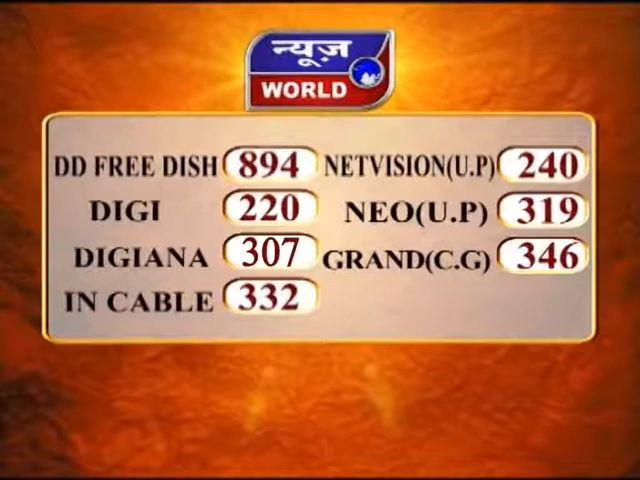 न्यूज़
WORLD
DD FREE DISH 894 NETVISION(U.P) 240
DIGI 220 NEO(U.P) 319
DIGIANA 307 GRAND(C.G) 346
IN CABLE 332